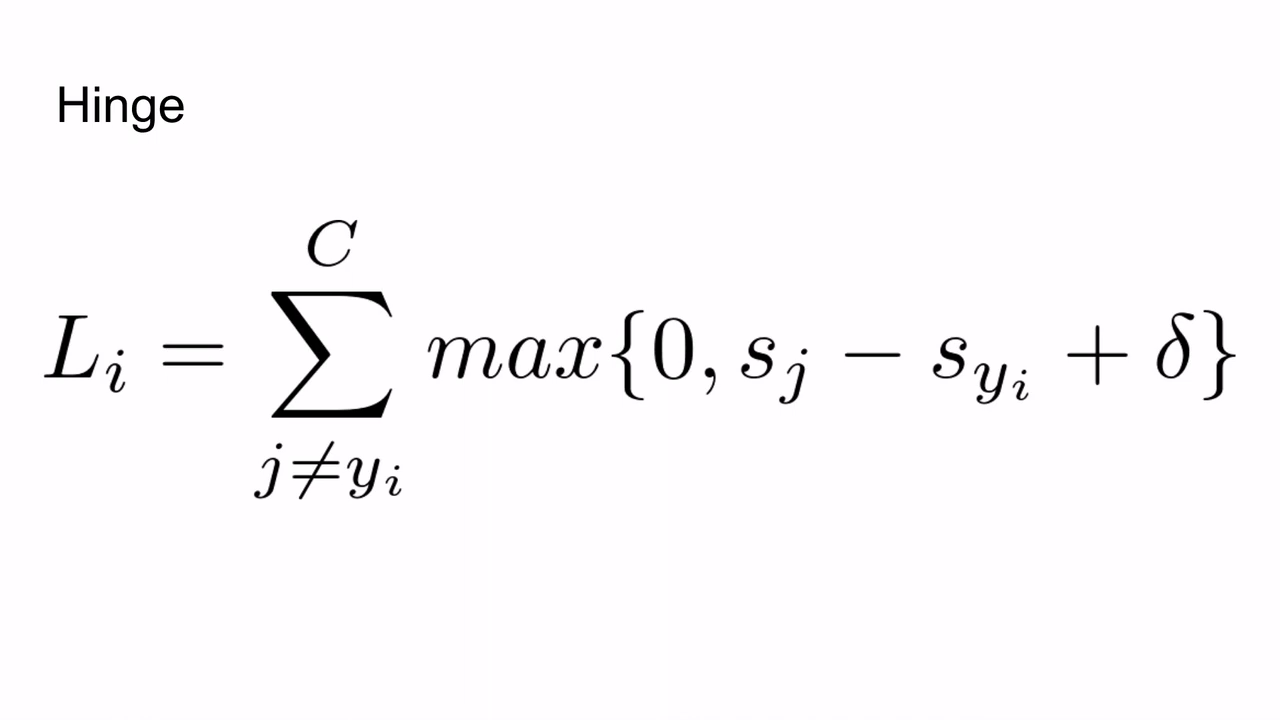 Hinge
L_i = \sum_{j \neq y_i}^{C} max\{0, s_j - s_{y_i} + \delta\}